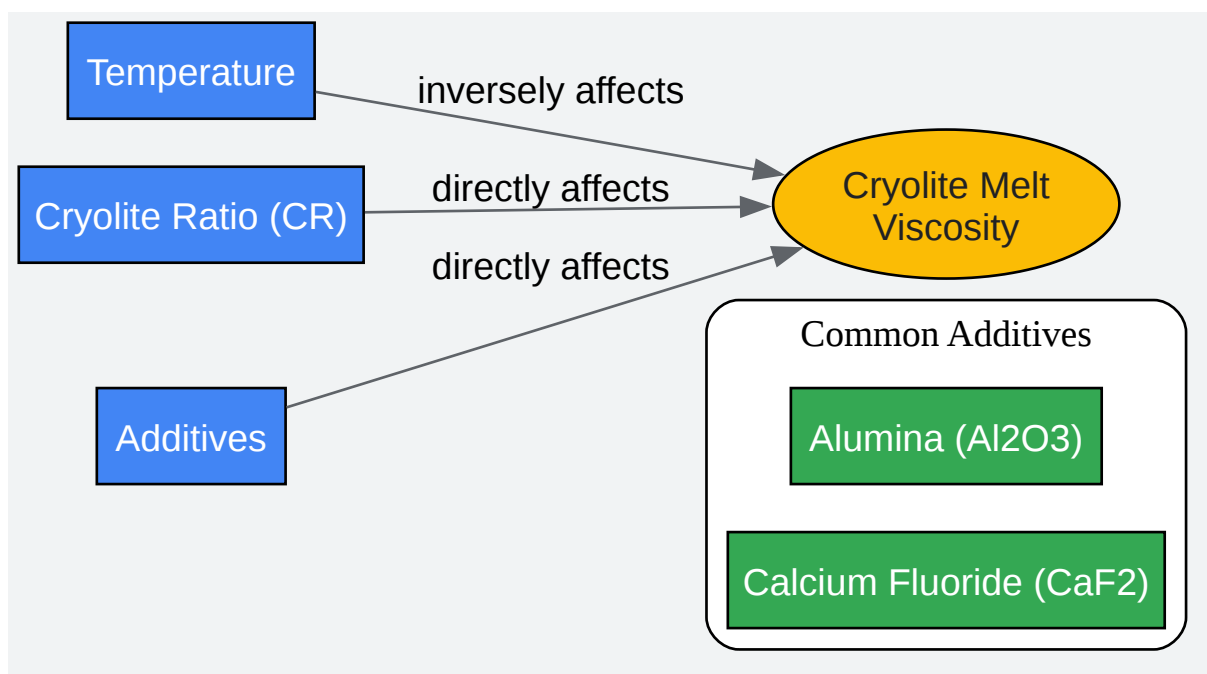 Temperature
inversely affects
Cryolite Ratio (CR)
directly affects
Cryolite Melt
Viscosity
directly affects
Additives
Common Additives
Alumina (Al2O3)
Calcium Fluoride (CaF2)